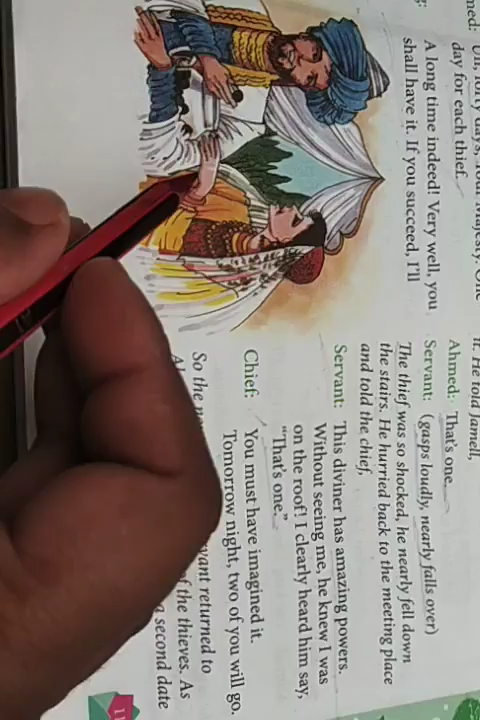 day for each thief.
A long time indeed! Very well, you
shall have it. If you succeed, I'll
it. He told Jamell,
Ahmed: That's one.
Servant: (gasps loudly, nearly falls over)
The thief was so shocked, he nearly fell down
the stairs. He hurried back to the meeting place
and told the chief,
Servant: This diviner has amazing powers.
Without seeing me, he knew I was
on the roof! I clearly heard him say,
"That's one."
Chief: You must have imagined it.
Tomorrow night, two of you will go.
So the
returned to
of the thieves. As
a second date